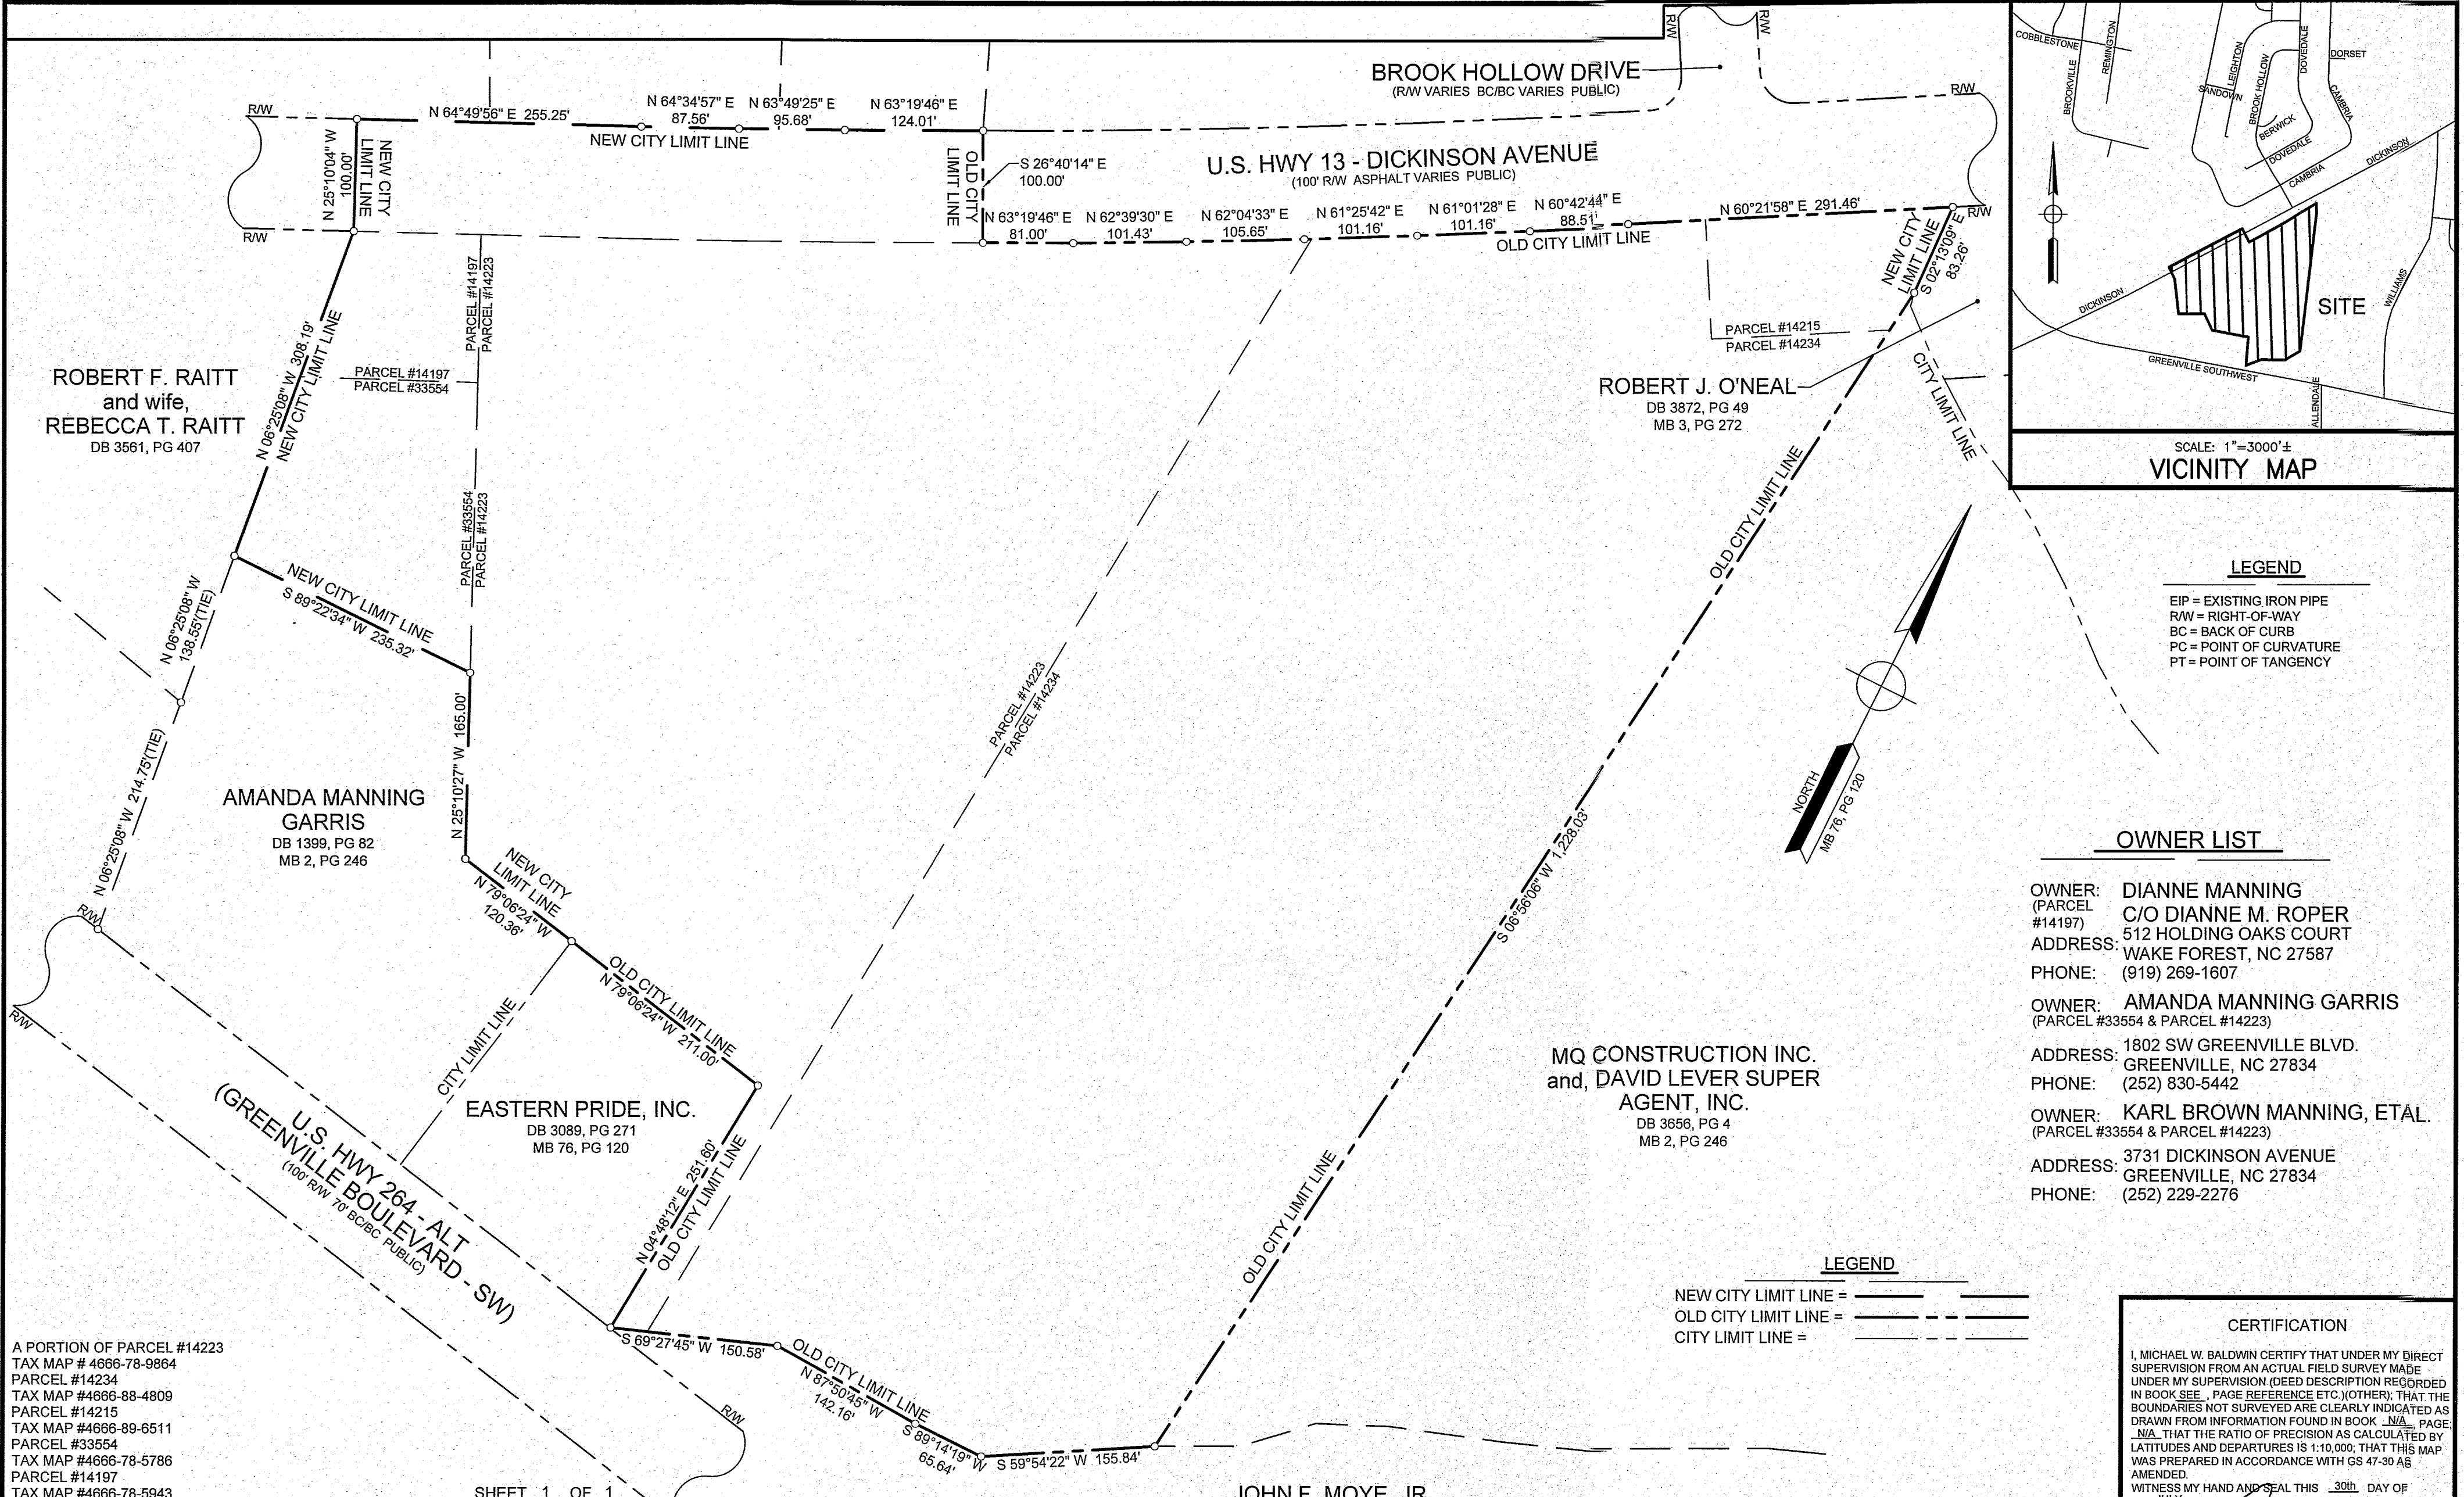 BROOK HOLLOW DRIVE
(R/W VARIES BC/BC VARIES PUBLIC)
R/W
R/W
R/W
R/W
R/W
R/W
N 64°49'56" E 255.25'
N 64°34'57" E
87.56'
N 63°49'25" E
95.68'
N 63°19'46" E
124.01'
NEW CITY LIMIT LINE
N 25°10'04" W
100.00'
NEW CITY
LIMIT LINE
OLD CITY
LIMIT LINE
S 26°40'14" E
100.00'
U.S. HWY 13 - DICKINSON AVENUE
(100' R/W ASPHALT VARIES PUBLIC)
N 63°19'46" E
81.00'
N 62°39'30" E
101.43'
N 62°04'33" E
105.65'
N 61°25'42" E
101.16'
N 61°01'28" E
101.16'
N 60°42'44" E
88.51'
N 60°21'58" E 291.46'
OLD CITY LIMIT LINE
NEW CITY
LIMIT LINE
S 02°13'09" E
83.26'
PARCEL #14197
PARCEL #14223
N 06°25'08" W 308.19'
NEW CITY LIMIT LINE
PARCEL #14197
PARCEL #33554
PARCEL #14215
PARCEL #14234
ROBERT F. RAITT
and wife,
REBECCA T. RAITT
DB 3561, PG 407
ROBERT J. O'NEAL
DB 3872, PG 49
MB 3, PG 272
CITY LIMIT LINE
PARCEL #33554
PARCEL #14223
OLD CITY LIMIT LINE
NEW CITY LIMIT LINE
S 89°22'34" W 235.32'
N 06°25'08" W
138.55'(TIE)
N 25°10'27" W 165.00'
PARCEL #14223
PARCEL #14234
N 06°25'08" W 214.75'(TIE)
AMANDA MANNING
GARRIS
DB 1399, PG 82
MB 2, PG 246
NEW CITY
LIMIT LINE
N 79°06'24" W
120.36'
S 06°56'06" W 1,228.03'
NORTH
MB 76, PG 120
R/W
R/W
OLD CITY LIMIT LINE
N 79°06'24" W 211.00'
CITY LIMIT LINE
EASTERN PRIDE, INC.
DB 3089, PG 271
MB 76, PG 120
MQ CONSTRUCTION INC.
and, DAVID LEVER SUPER
AGENT, INC.
DB 3656, PG 4
MB 2, PG 246
U.S. HWY 264 - ALT
(GREENVILLE BOULEVARD - SW)
(100' R/W 70' BC/BC PUBLIC)
N 04°48'12" E 251.60'
OLD CITY LIMIT LINE
OLD CITY LIMIT LINE
S 69°27'45" W 150.58'
OLD CITY LIMIT LINE
N 87°50'45" W
142.16'
S 89°14'19" W
65.64'
S 59°54'22" W 155.84'
R/W
A PORTION OF PARCEL #14223
TAX MAP # 4666-78-9864
PARCEL #14234
TAX MAP #4666-88-4809
PARCEL #14215
TAX MAP #4666-89-6511
PARCEL #33554
TAX MAP #4666-78-5786
PARCEL #14197
TAX MAP #4666-78-5943
SHEET 1 OF 1
JOHN F. MOYE, JR.
COBBLESTONE
REMINGTON
BROOKVILLE
LEIGHTON
SANDOWN
BROOK HOLLOW
BERWICK
DOVEDALE
DOVEDALE
DORSET
CAMBRIA
CAMBRIA
DICKINSON
DICKINSON
SITE
WILLIAMS
GREENVILLE SOUTHWEST
ALLENDALE
SCALE: 1"=3000'±
VICINITY MAP
LEGEND
EIP = EXISTING IRON PIPE
R/W = RIGHT-OF-WAY
BC = BACK OF CURB
PC = POINT OF CURVATURE
PT = POINT OF TANGENCY
OWNER LIST
OWNER: DIANNE MANNING
(PARCEL #14197) C/O DIANNE M. ROPER
ADDRESS: 512 HOLDING OAKS COURT
WAKE FOREST, NC 27587
PHONE: (919) 269-1607
OWNER: AMANDA MANNING GARRIS
(PARCEL #33554 & PARCEL #14223)
ADDRESS: 1802 SW GREENVILLE BLVD.
GREENVILLE, NC 27834
PHONE: (252) 830-5442
OWNER: KARL BROWN MANNING, ETAL.
(PARCEL #33554 & PARCEL #14223)
ADDRESS: 3731 DICKINSON AVENUE
GREENVILLE, NC 27834
PHONE: (252) 229-2276
LEGEND
NEW CITY LIMIT LINE =
OLD CITY LIMIT LINE =
CITY LIMIT LINE =
CERTIFICATION
I, MICHAEL W. BALDWIN CERTIFY THAT UNDER MY DIRECT
SUPERVISION FROM AN ACTUAL FIELD SURVEY MADE
UNDER MY SUPERVISION (DEED DESCRIPTION RECORDED
IN BOOK SEE , PAGE REFERENCE ETC.)(OTHER); THAT THE
BOUNDARIES NOT SURVEYED ARE CLEARLY INDICATED AS
DRAWN FROM INFORMATION FOUND IN BOOK N/A , PAGE;
N/A THAT THE RATIO OF PRECISION AS CALCULATED BY
LATITUDES AND DEPARTURES IS 1:10,000; THAT THIS MAP
WAS PREPARED IN ACCORDANCE WITH GS 47-30 AS
AMENDED.
WITNESS MY HAND AND SEAL THIS 30th DAY OF